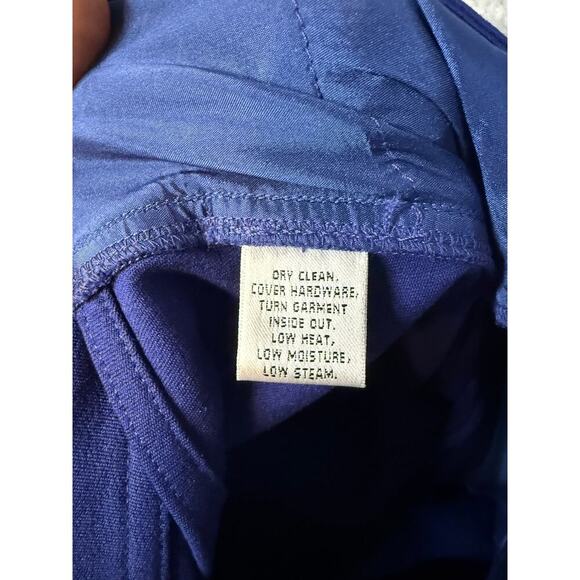 DRY CLEAN.
COVER HARDWARE,
TURN GARMENT
INSIDE OUT.
LOW HEAT,
LOW MOISTURE,
LOW STEAM.